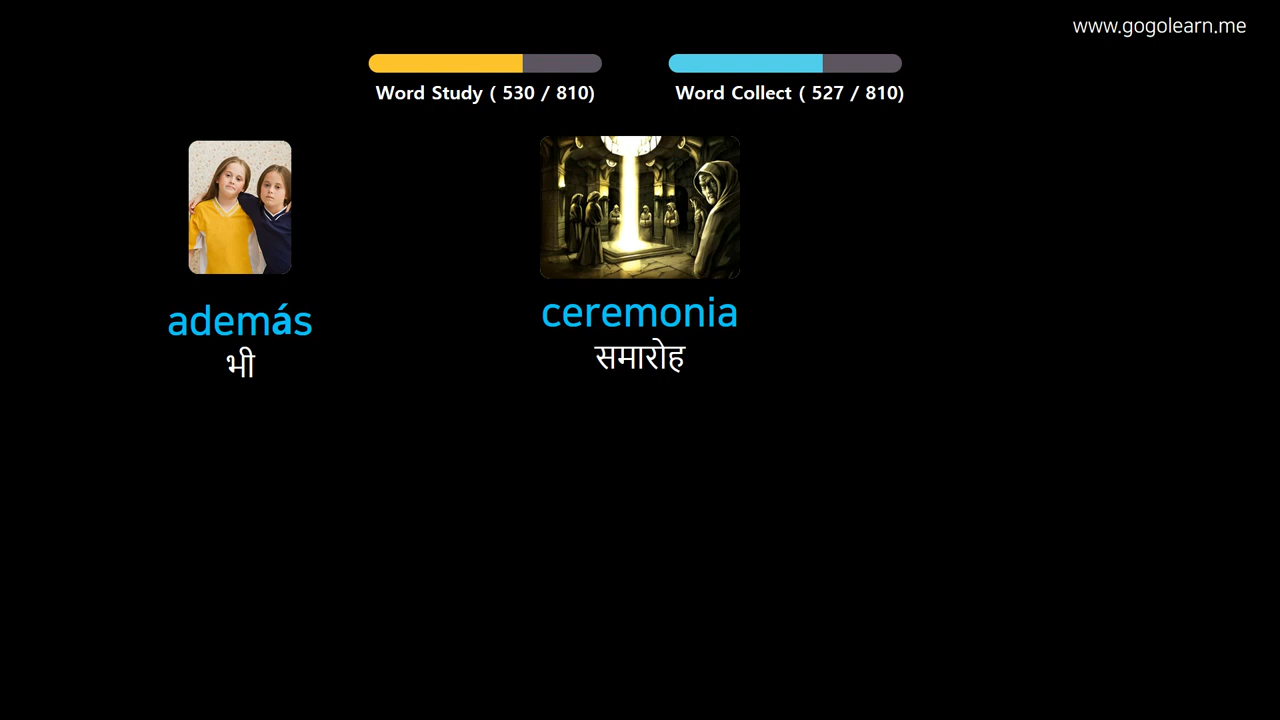 www.gogolearn.me
Word Study ( 530 / 810)
Word Collect ( 527 / 810)
además
भी
ceremonia
समारोह